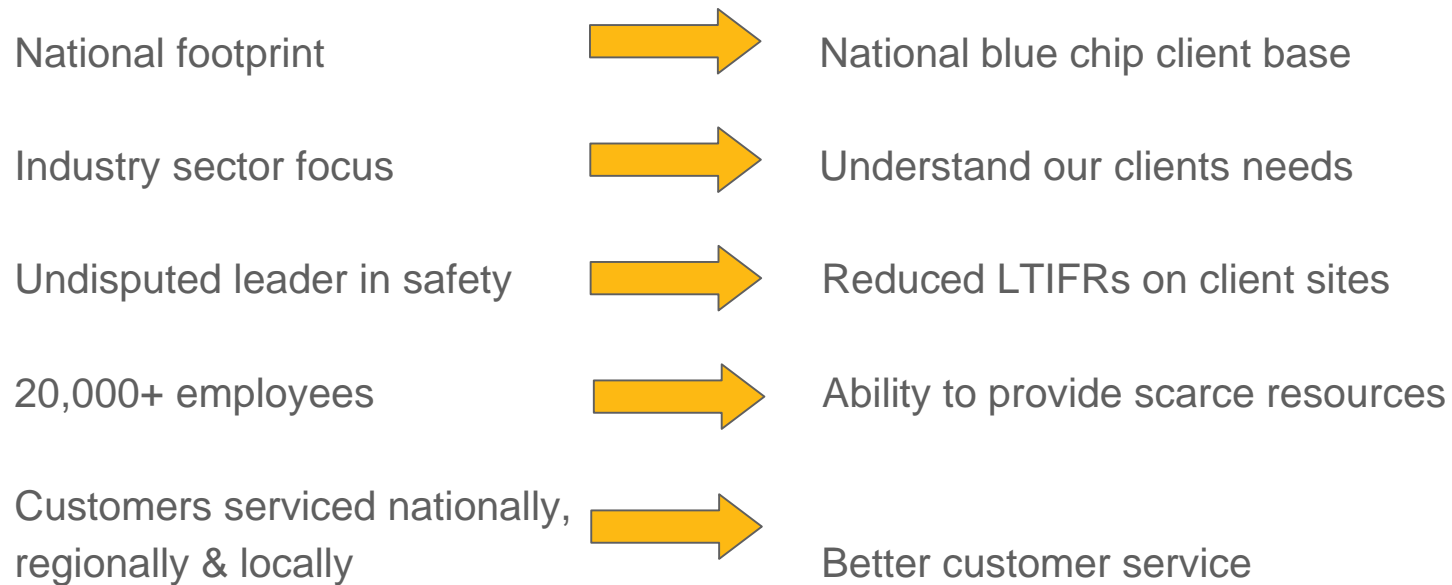 National footprint
National blue chip client base
Industry sector focus
Understand our clients needs
Undisputed leader in safety
Reduced LTIFRs on client sites
20,000+ employees
Ability to provide scarce resources
Customers serviced nationally,
regionally & locally
Better customer service